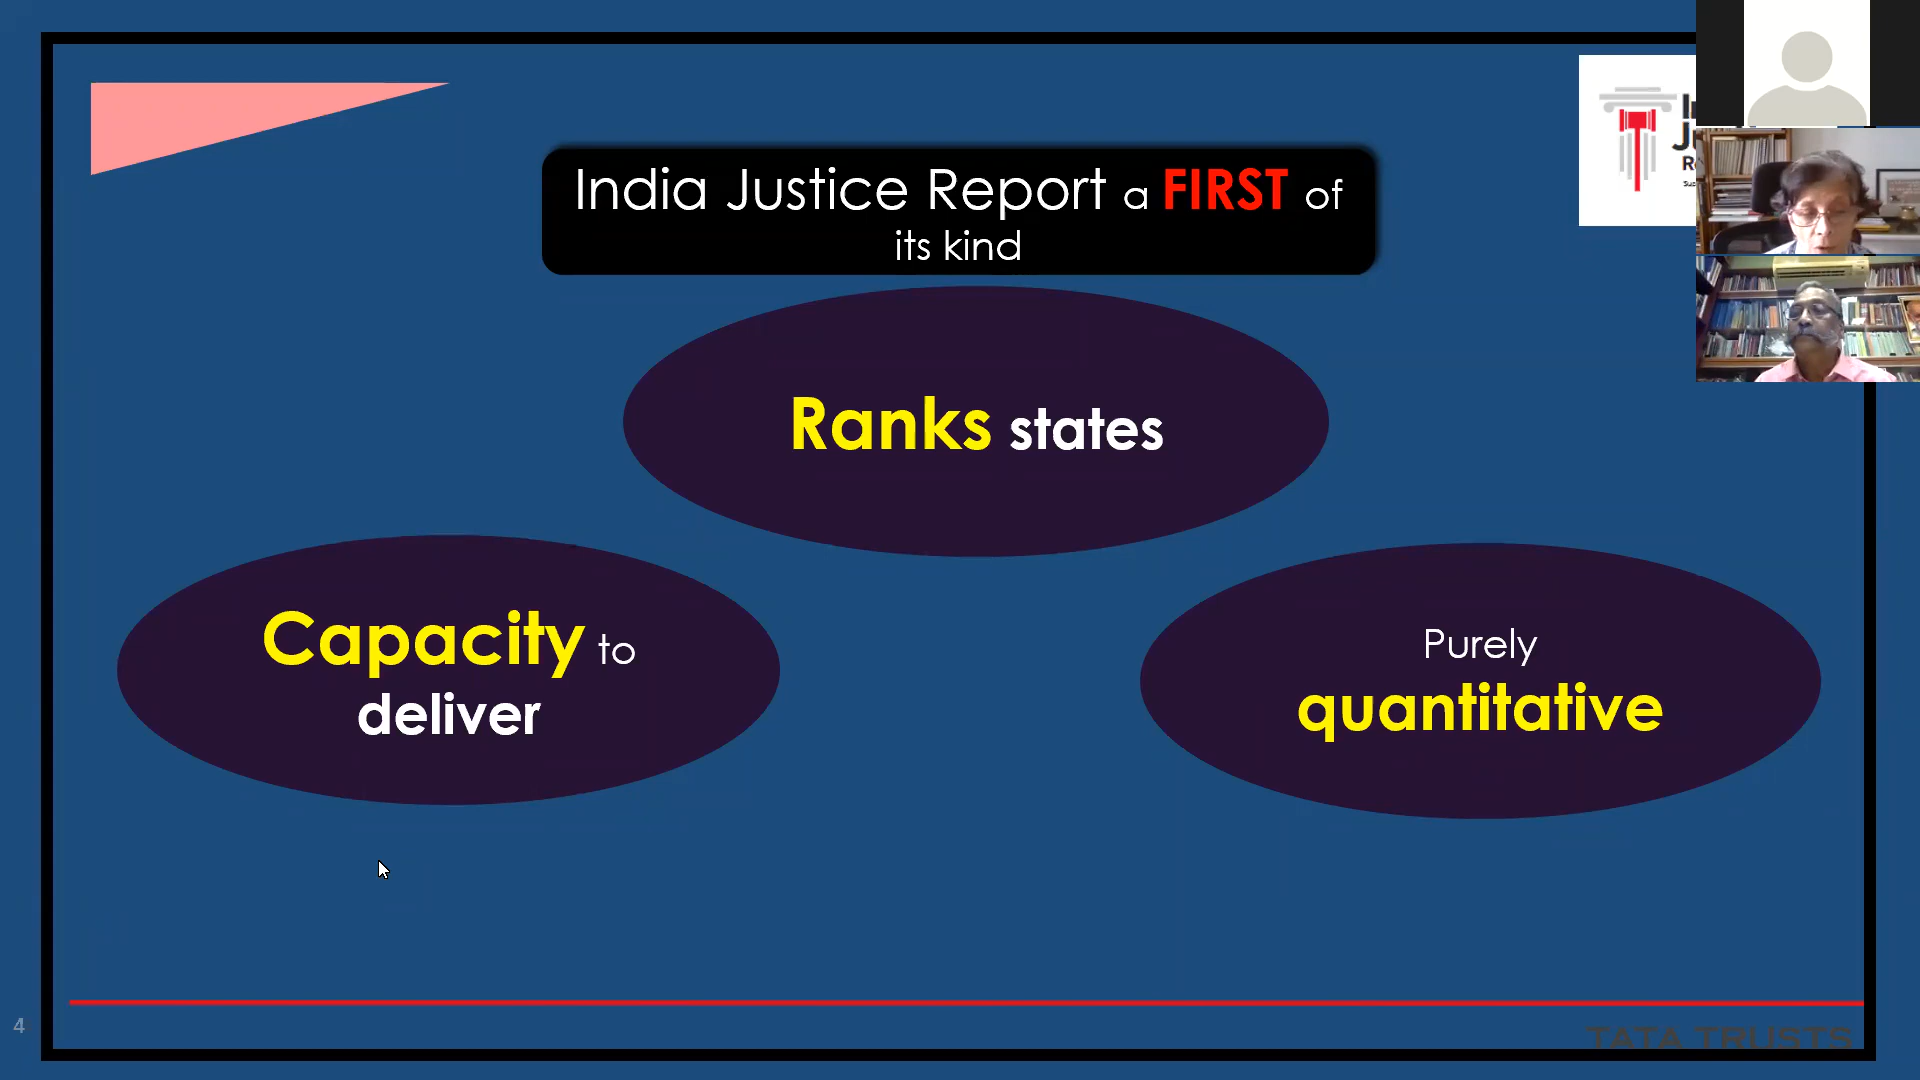 India Justice Report a FIRST of
its kind
Ranks states
Capacity to
deliver
Purely
quantitative
4
TATA TRUSTS